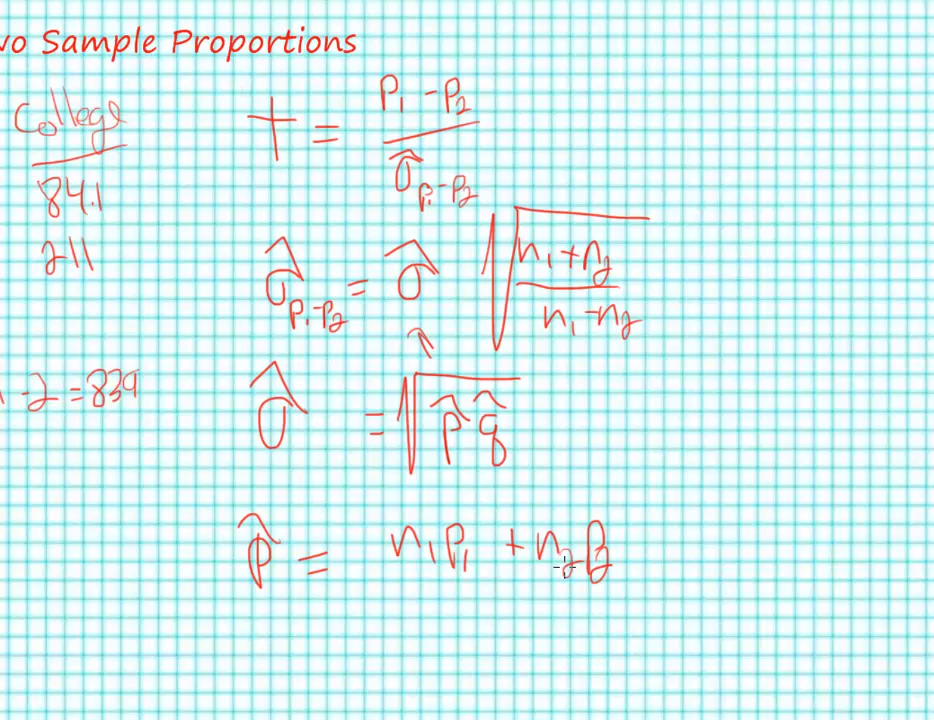 wo Sample Proportions
College
84.1
211
- 2 = 839
t = P₁ - P₂ / σ̂ P₁-P₂
σ̂ P₁-P₂ = σ̂ √ n₁ + n₂ / n₁ - n₂
σ̂ = √ p̂ q̂
p̂ = n₁P₁ + n₂P₂